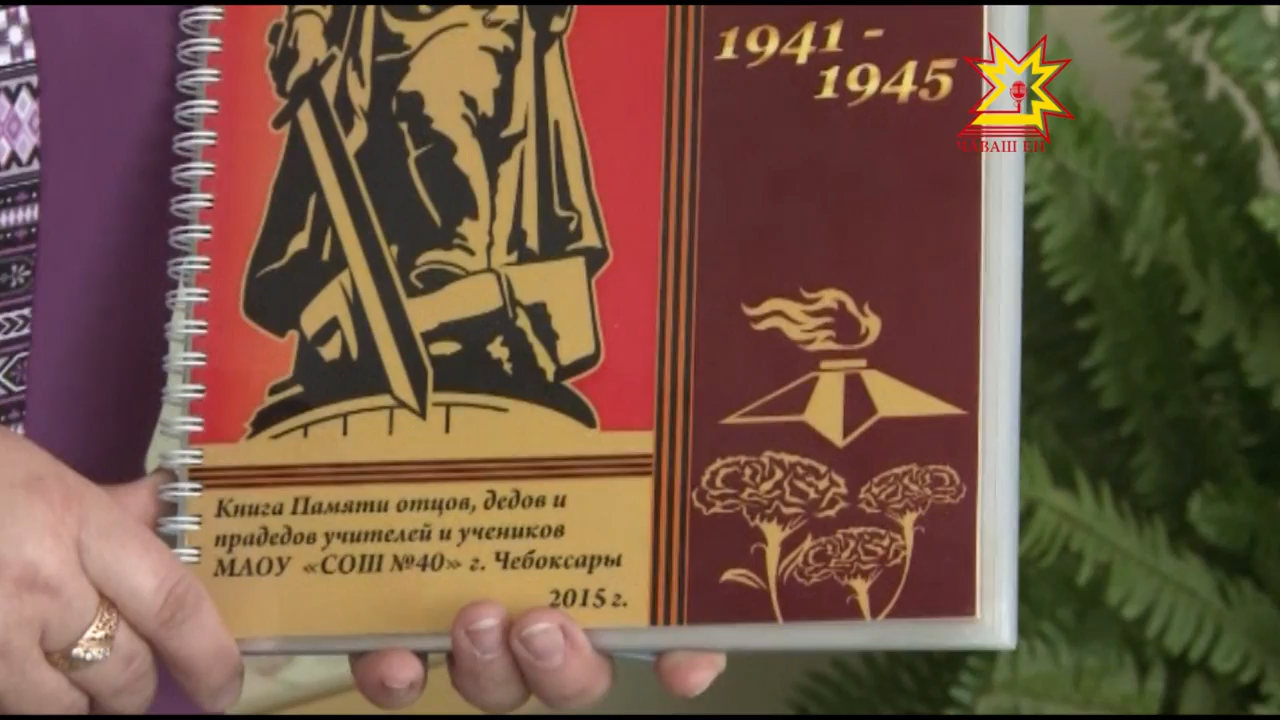 1941 -
1945
ЧАВАШ ЕН
Книга Памяти отцов, дедов и
прадедов учителей и учеников
МАОУ «СОШ №40» г. Чебоксары
2015 г.